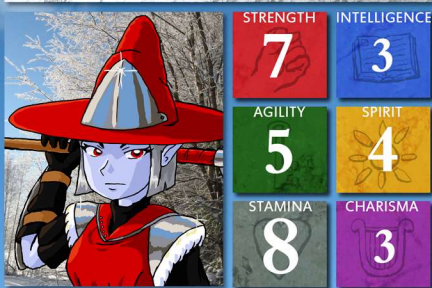 STRENGTH INTELLIGENCE
7 3
AGILITY SPIRIT
5 4
STAMINA CHARISMA
8 3